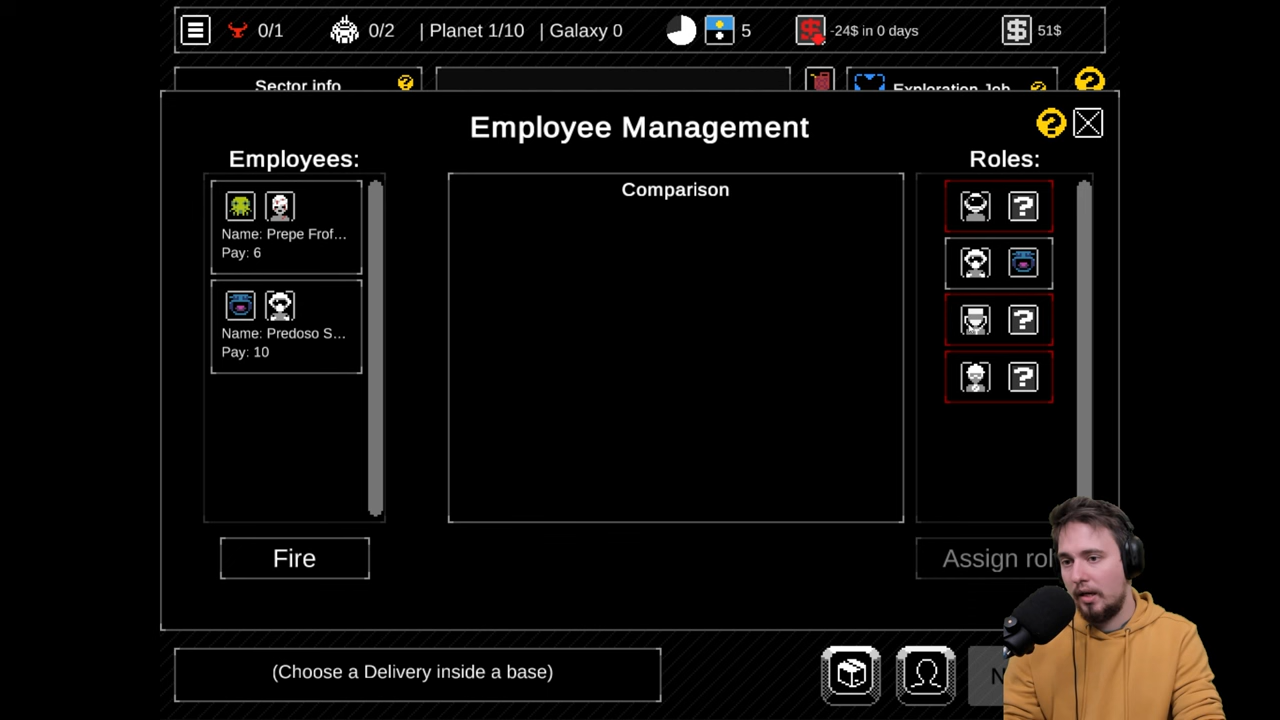 0/1
0/2
| Planet 1/10
| Galaxy 0
5
-24$ in 0 days
51$
Sector info
Exploration Job
Employee Management
Employees:
Comparison
Roles:
Name: Prepe Frof...
Pay: 6
Name: Predoso S...
Pay: 10
Fire
Assign rol
(Choose a Delivery inside a base)
N